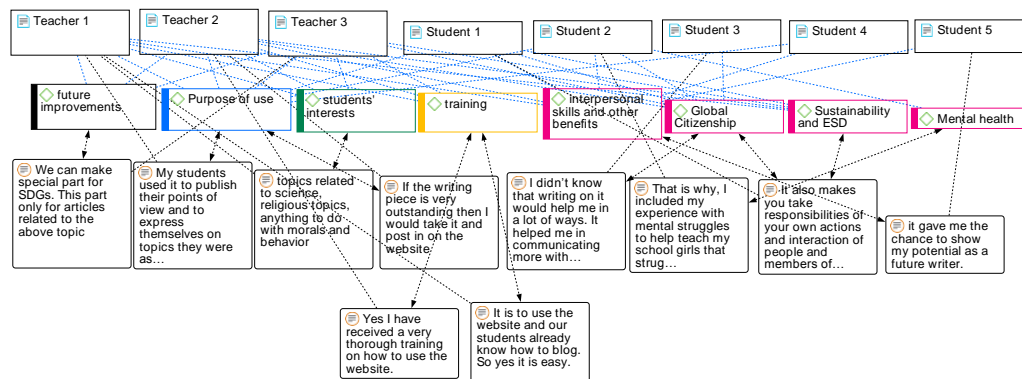 Teacher 1
Teacher 2
Teacher 3
Student 1
Student 2
Student 3
Student 4
Student 5
future
improvements
Purpose of use
students'
interests
training
interpersonal
skills and other
benefits
Global
Citizenship
Sustainability
and ESD
Mental health
We can make
special part for
SDGs. This part
only for articles
related to the
above topic
My students
used it to publish
their points of
view and to
express
themselves on
topics they were
as...
topics related
to science,
religious topics,
anything to do
with morals and
behavior
If the writing
piece is very
outstanding then I
would take it and
post in on the
website.
I didn't know
that writing on it
would help me in
a lot of ways. It
helped me in
communicating
more with...
That is why, I
included my
experience with
mental struggles
to help teach my
school girls that
strug...
It also makes
you take
responsibilities of
your own actions
and interaction of
people and
members of...
it gave me the
chance to show
my potential as a
future writer.
Yes I have
received a very
thorough training
on how to use the
website.
It is to use the
website and our
students already
know how to blog.
So yes it is easy.